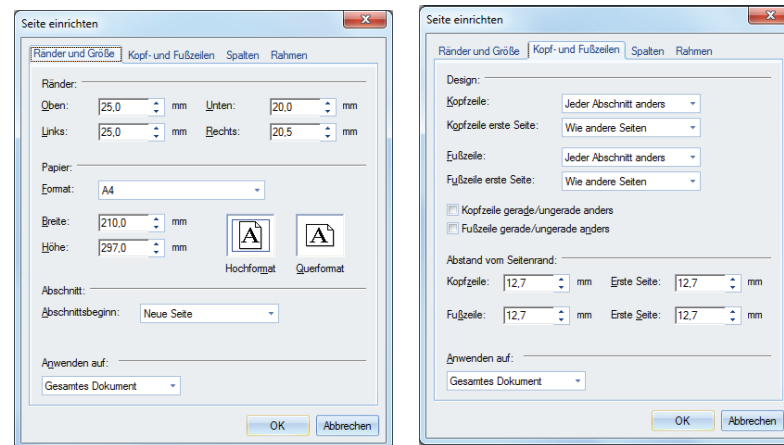 Seite einrichten
Ränder und Größe Kopf- und Fußzeilen Spalten Rahmen
Ränder:
Oben: 25,0 mm Unten: 20,0 mm
Links: 25,0 mm Rechts: 20,5 mm
Papier:
Format: A4
Breite: 210,0 mm
Höhe: 297,0 mm
A A
Hochformat Querformat
Abschnitt:
Abschnittsbeginn: Neue Seite
Anwenden auf:
Gesamtes Dokument
OK Abbrechen
Seite einrichten
Ränder und Größe Kopf- und Fußzeilen Spalten Rahmen
Design:
Kopfzeile: Jeder Abschnitt anders
Kopfzeile erste Seite: Wie andere Seiten
Fußzeile: Jeder Abschnitt anders
Fußzeile erste Seite: Wie andere Seiten
Kopfzeile gerade/ungerade anders
Fußzeile gerade/ungerade anders
Abstand vom Seitenrand:
Kopfzeile: 12,7 mm Erste Seite: 12,7 mm
Fußzeile: 12,7 mm Erste Seite: 12,7 mm
Anwenden auf:
Gesamtes Dokument
OK Abbrechen